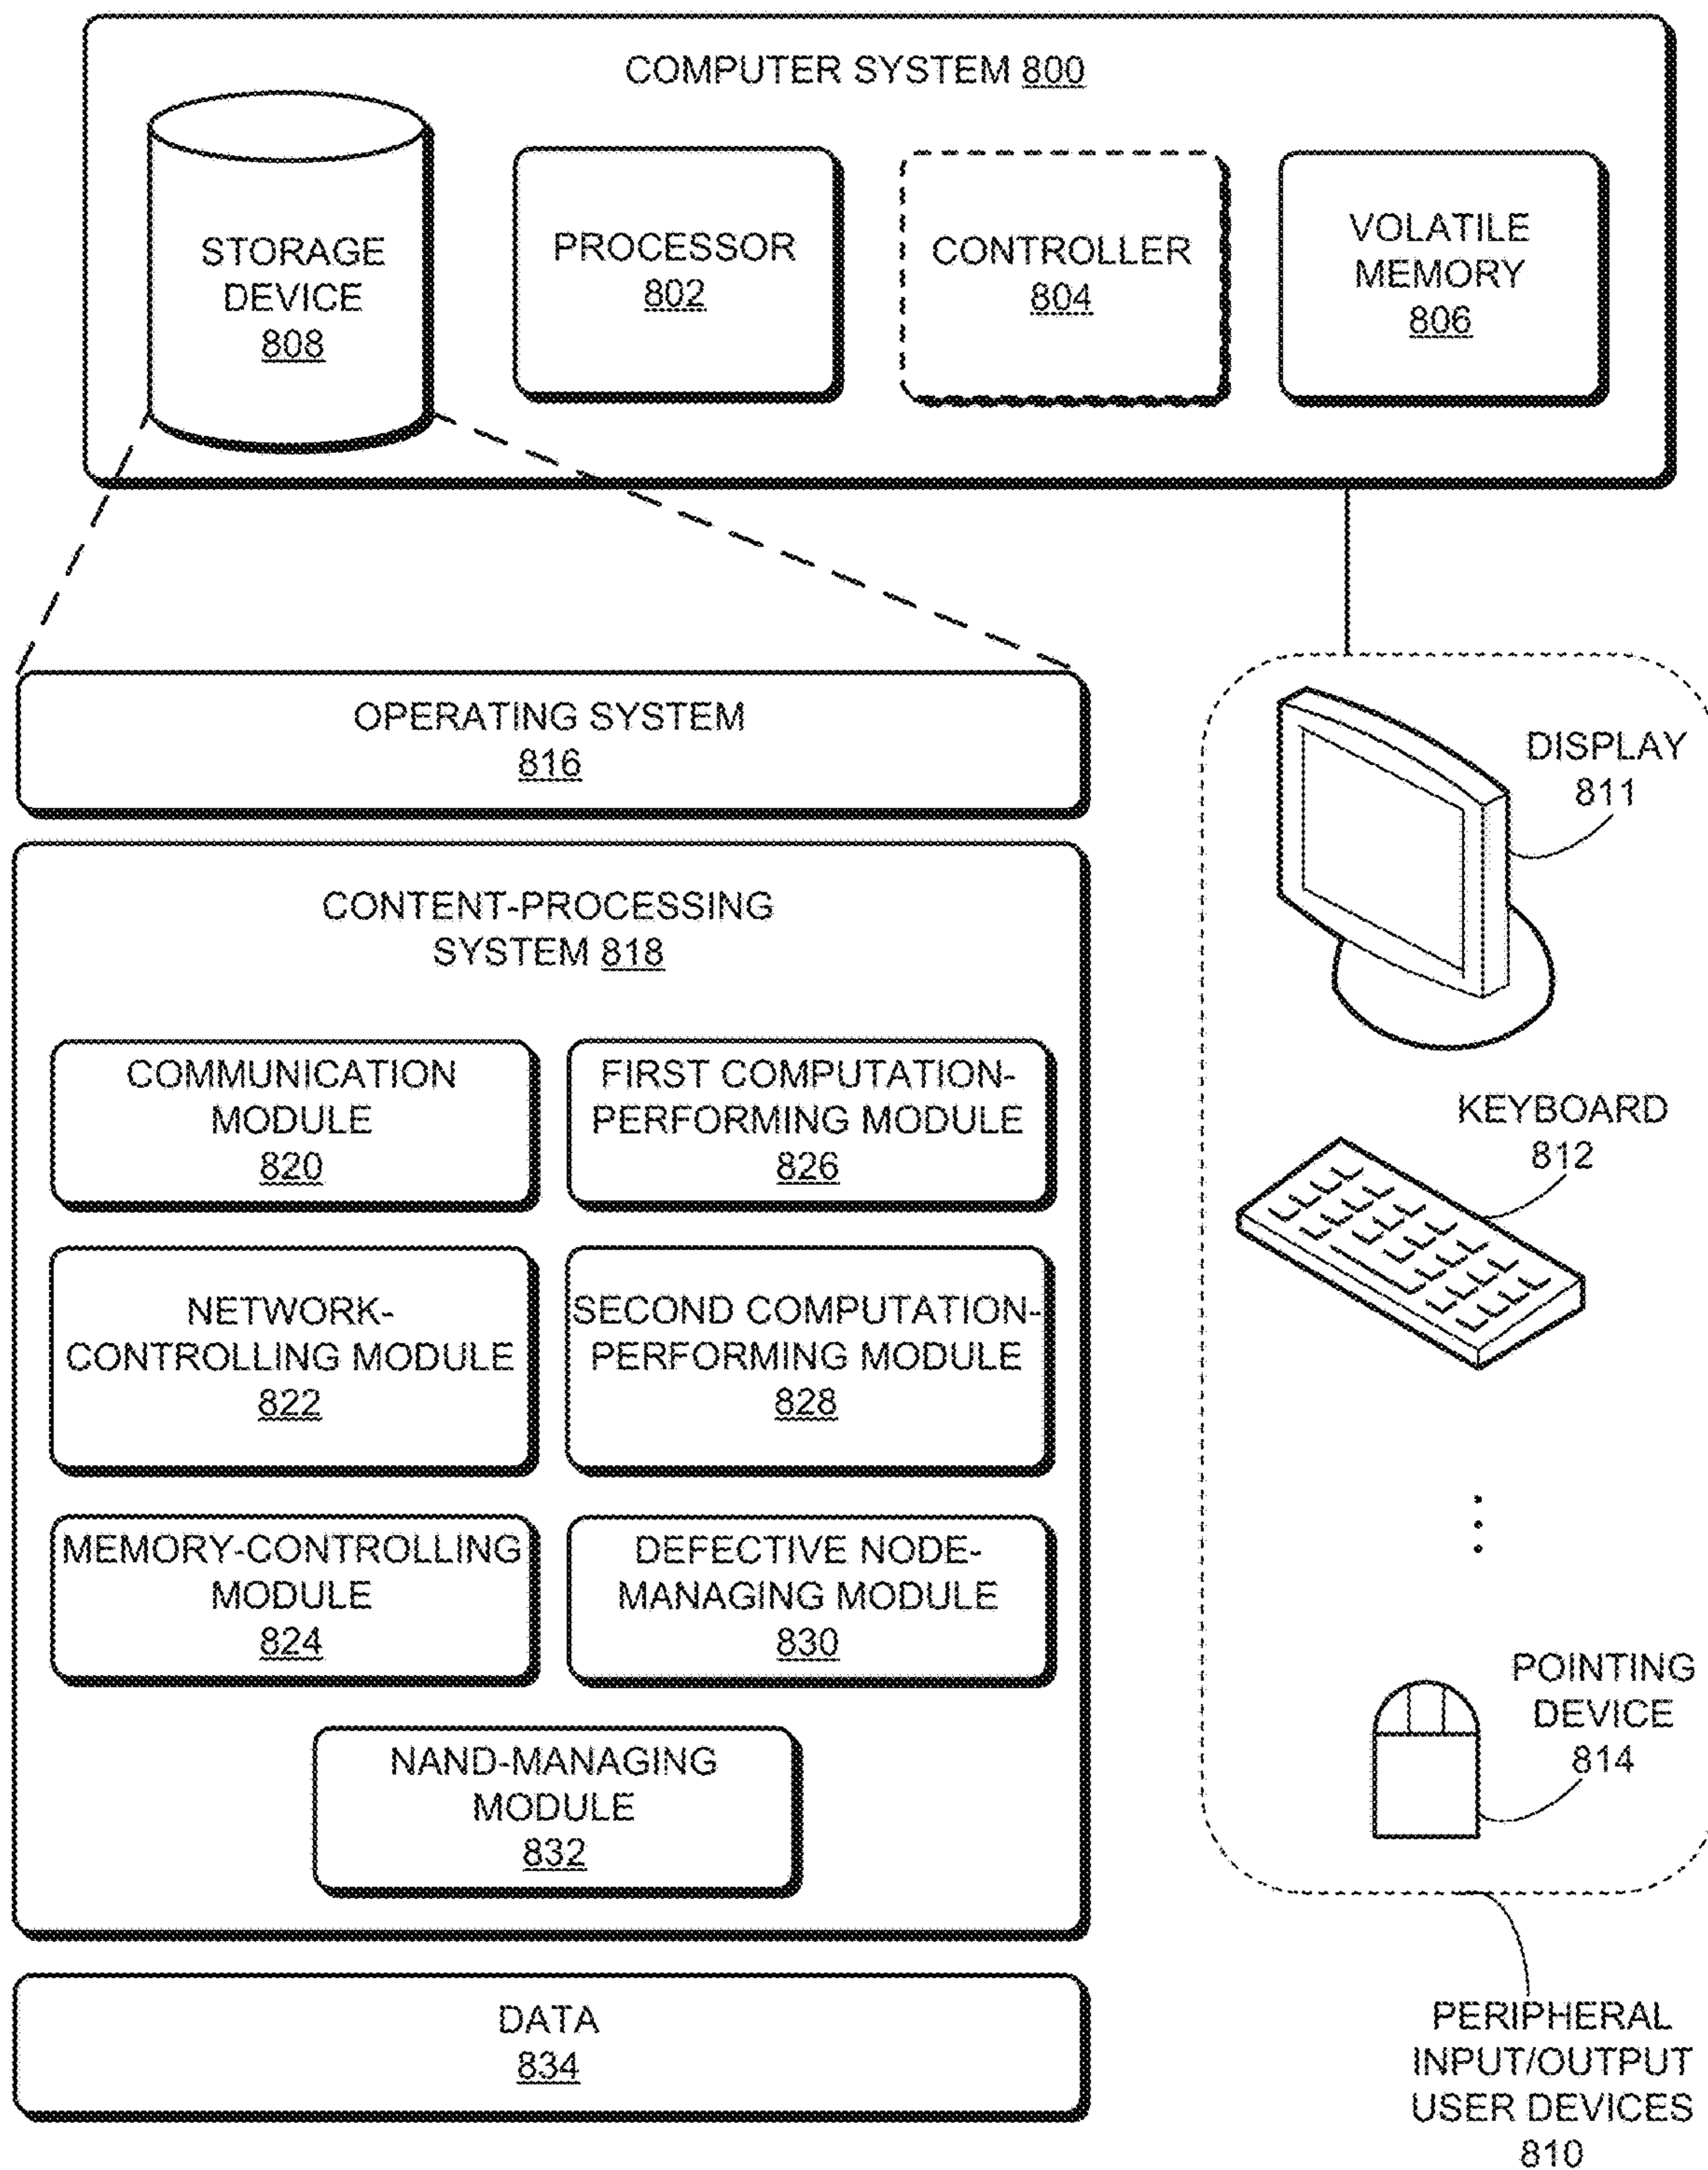 COMPUTER SYSTEM 800
STORAGE
DEVICE
808
PROCESSOR
802
CONTROLLER
804
VOLATILE
MEMORY
806
OPERATING SYSTEM
816
CONTENT-PROCESSING
SYSTEM 818
COMMUNICATION
MODULE
820
FIRST COMPUTATION-
PERFORMING MODULE
826
NETWORK-
CONTROLLING MODULE
822
SECOND COMPUTATION-
PERFORMING MODULE
828
MEMORY-CONTROLLING
MODULE
824
DEFECTIVE NODE-
MANAGING MODULE
830
NAND-MANAGING
MODULE
832
DATA
834
DISPLAY
811
KEYBOARD
812
POINTING
DEVICE
814
PERIPHERAL
INPUT/OUTPUT
USER DEVICES
810